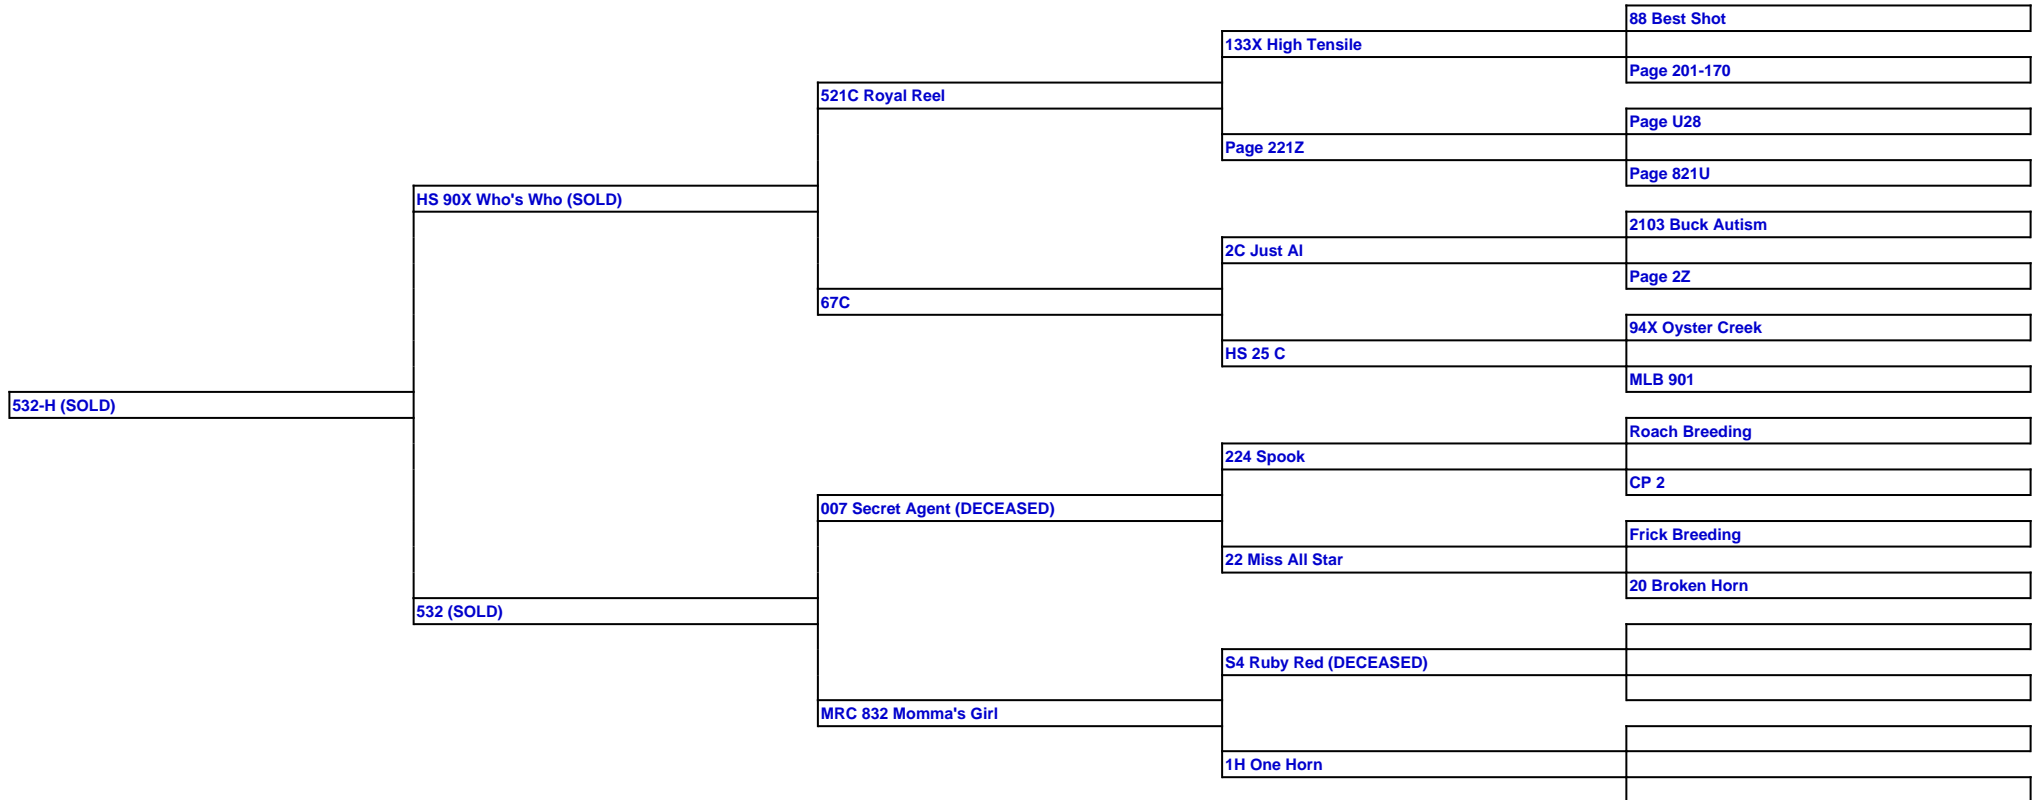 88 Best Shot
133X High Tensile
Page 201-170
521C Royal Reel
Page U28
Page 221Z
Page 821U
HS 90X Who's Who (SOLD)
2103 Buck Autism
2C Just AI
Page 2Z
67C
94X Oyster Creek
HS 25 C
MLB 901
532-H (SOLD)
Roach Breeding
224 Spook
CP 2
007 Secret Agent (DECEASED)
Frick Breeding
22 Miss All Star
20 Broken Horn
532 (SOLD)
S4 Ruby Red (DECEASED)
MRC 832 Momma's Girl
1H One Horn